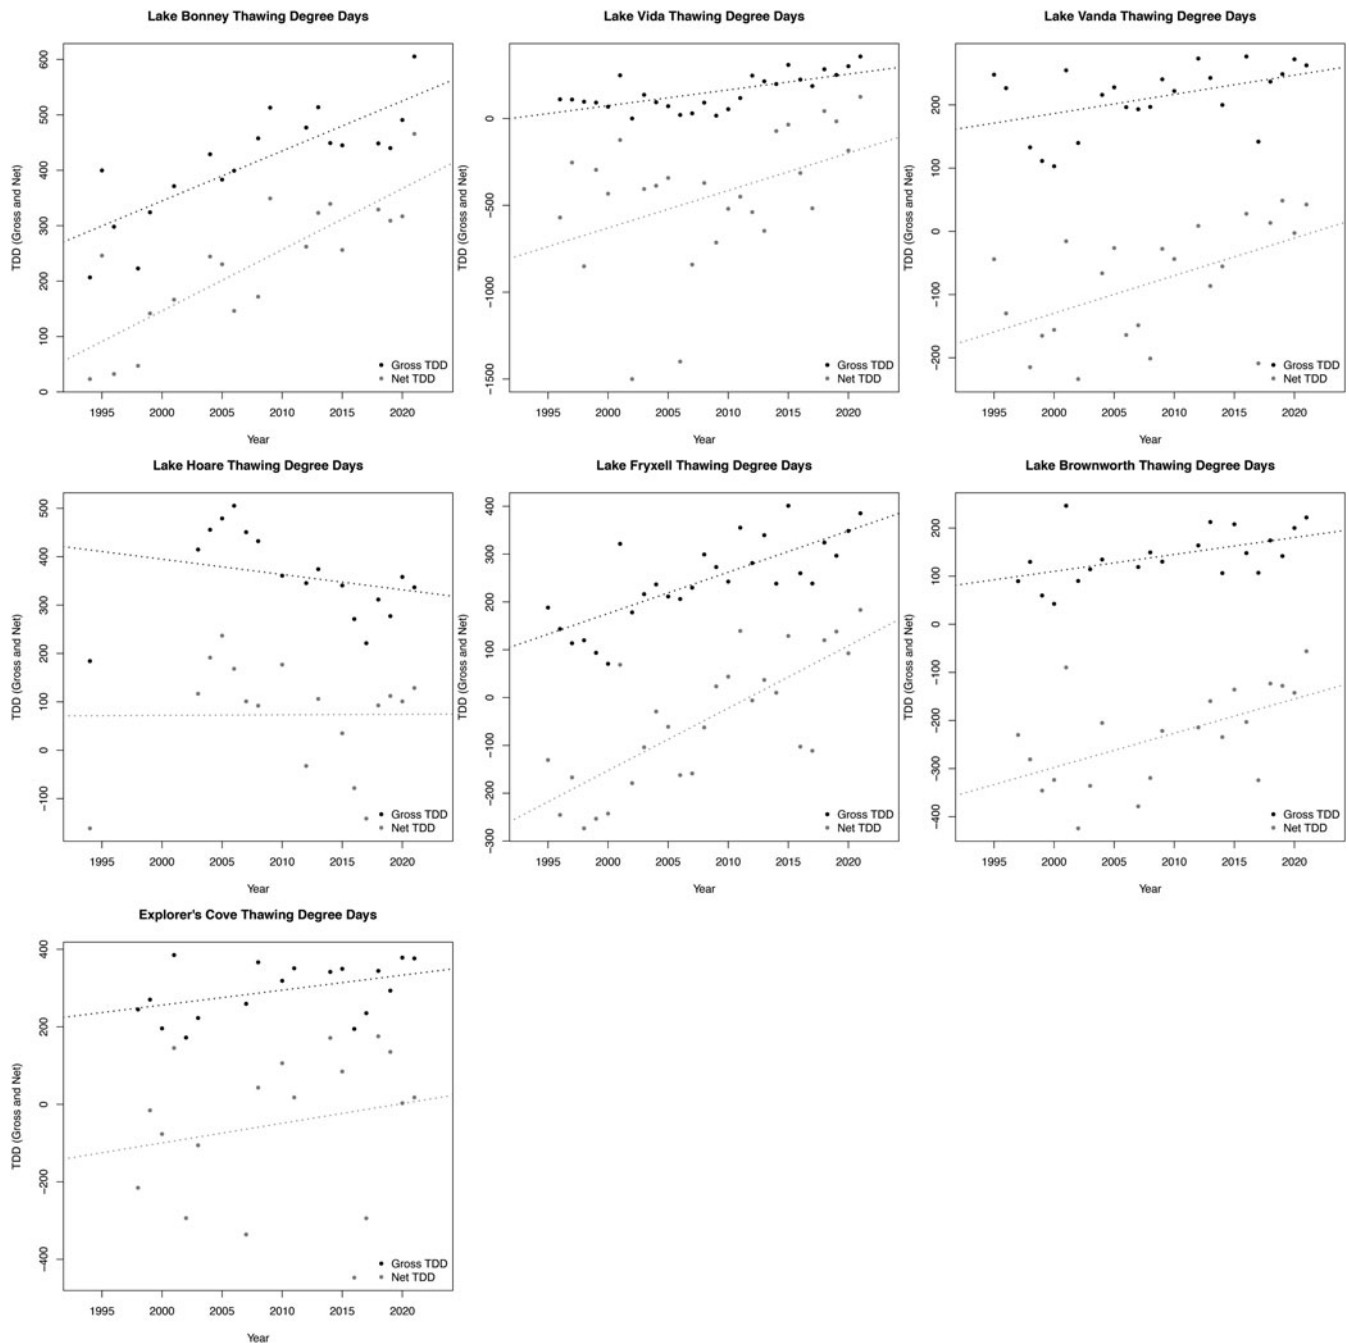 Lake Bonney Thawing Degree Days
TDD (Gross and Net)
600
500
400
300
200
100
0
Gross TDD
Net TDD
1995 2000 2005 2010 2015 2020
Year
Lake Vida Thawing Degree Days
TDD (Gross and Net)
0
−500
−1000
−1500
Gross TDD
Net TDD
1995 2000 2005 2010 2015 2020
Year
Lake Vanda Thawing Degree Days
TDD (Gross and Net)
200
100
0
−100
−200
Gross TDD
Net TDD
1995 2000 2005 2010 2015 2020
Year
Lake Hoare Thawing Degree Days
TDD (Gross and Net)
500
400
300
200
100
0
−100
Gross TDD
Net TDD
1995 2000 2005 2010 2015 2020
Year
Lake Fryxell Thawing Degree Days
TDD (Gross and Net)
400
300
200
100
0
−100
−200
−300
Gross TDD
Net TDD
1995 2000 2005 2010 2015 2020
Year
Lake Brownworth Thawing Degree Days
TDD (Gross and Net)
200
100
0
−100
−200
−300
−400
Gross TDD
Net TDD
1995 2000 2005 2010 2015 2020
Year
Explorer's Cove Thawing Degree Days
TDD (Gross and Net)
400
200
0
−200
−400
Gross TDD
Net TDD
1995 2000 2005 2010 2015 2020
Year